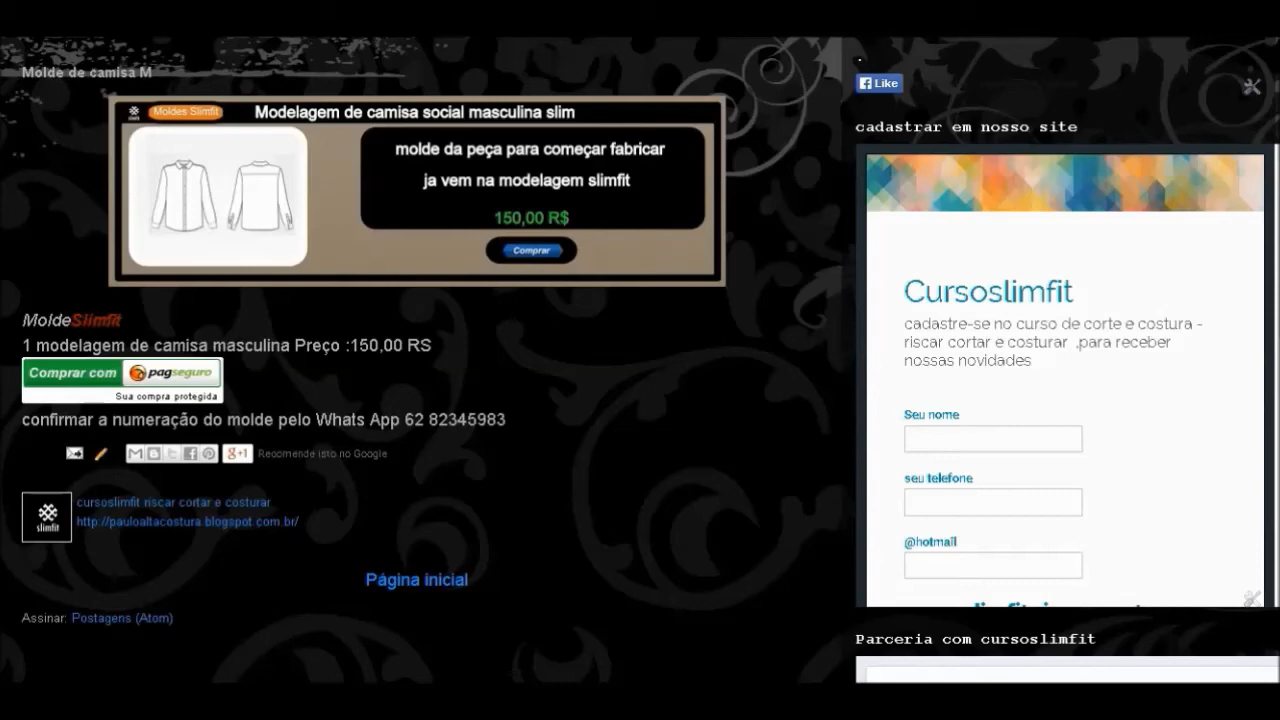 Molde de camisa M
Moldes Slimfit
Modelagem de camisa social masculina slim
molde da peça para começar fabricar
ja vem na modelagem slimfit
150,00 R$
Comprar
MoldeSlimfit
1 modelagem de camisa masculina Preço :150,00 RS
Comprar com pagseguro
Sua compra protegida
confirmar a numeração do molde pelo Whats App 62 82345983
g+1 Recomende isto no Google
slimfit
cursoslimfit riscar cortar e costurar
http://pauloaltacostura.blogspot.com.br/
Página inicial
Assinar: Postagens (Atom)
Like
cadastrar em nosso site
Cursoslimfit
cadastre-se no curso de corte e costura -
riscar cortar e costurar ,para receber
nossas novidades
Seu nome
seu telefone
@hotmail
Parceria com cursoslimfit